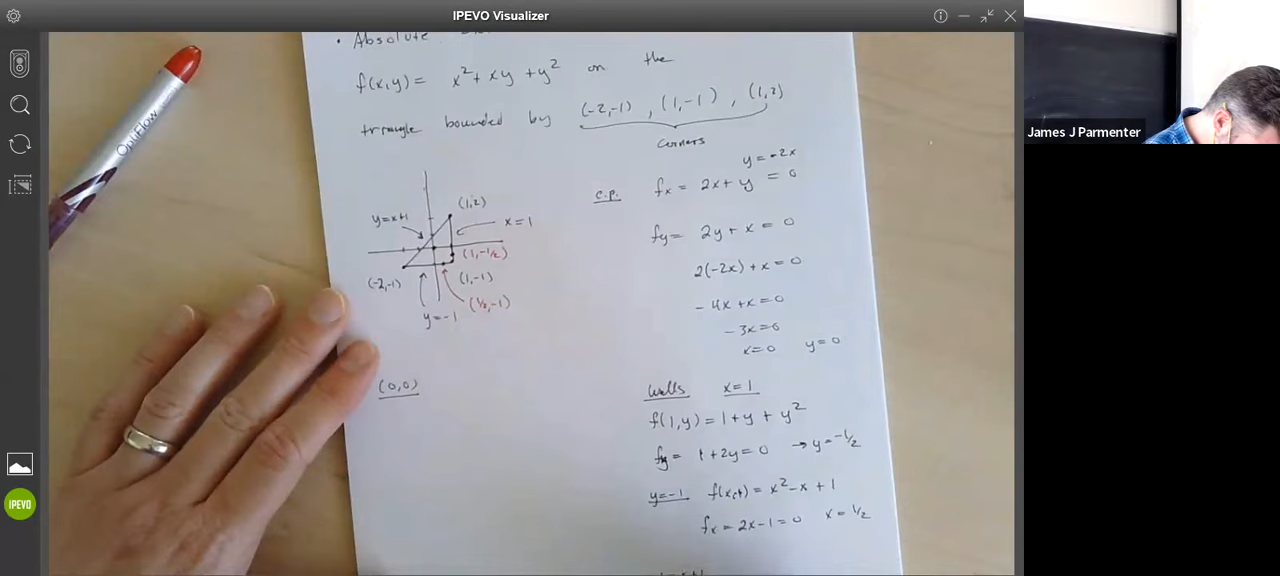 IPEVO Visualizer
• Absolute
f(x,y) = x² + xy + y² on the
triangle bounded by (-2,-1) , (1,-1) , (1,2)
corners
y = -2x
c.p. fx = 2x + y = 0
fy = 2y + x = 0
2(-2x) + x = 0
-4x + x = 0
-3x = 0
x = 0 y = 0
(1,2)
y = x+1
x = 1
(1,-1/2)
(-2,-1)
(1,-1)
(1/2,-1)
y = -1
(0,0)
Walls x = 1
f(1,y) = 1 + y + y²
fy = 1 + 2y = 0 → y = -1/2
y = -1 f(x,-1) = x² - x + 1
fx = 2x - 1 = 0 x = 1/2
OptiFlow
IPEVO
James J Parmenter